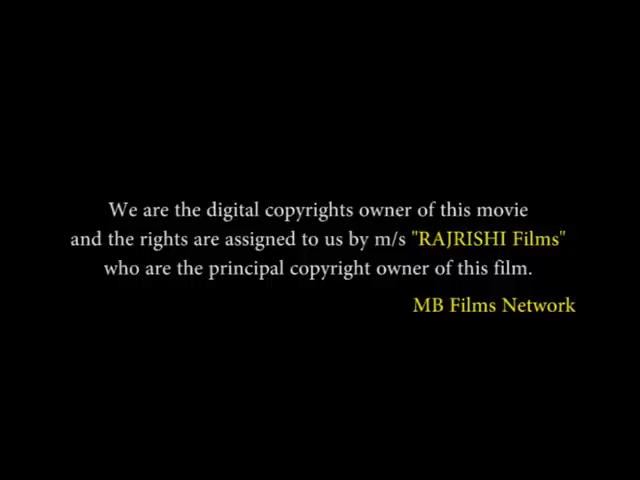 We are the digital copyrights owner of this movie
and the rights are assigned to us by m/s "RAJRISHI Films"
who are the principal copyright owner of this film.
MB Films Network